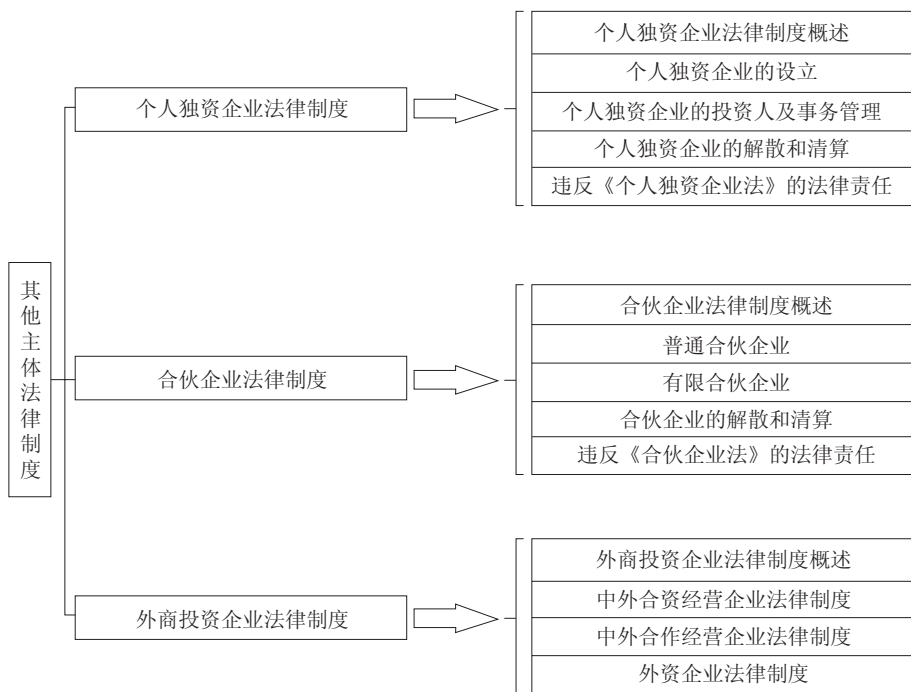 其他主体法律制度
个人独资企业法律制度
个人独资企业法律制度概述
个人独资企业的设立
个人独资企业的投资人及事务管理
个人独资企业的解散和清算
违反《个人独资企业法》的法律责任
合伙企业法律制度
合伙企业法律制度概述
普通合伙企业
有限合伙企业
合伙企业的解散和清算
违反《合伙企业法》的法律责任
外商投资企业法律制度
外商投资企业法律制度概述
中外合资经营企业法律制度
中外合作经营企业法律制度
外资企业法律制度